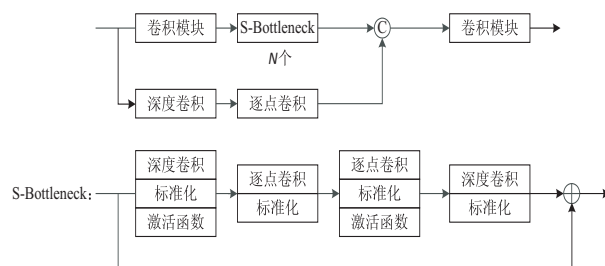 卷积模块
S-Bottleneck
C
卷积模块
N个
深度卷积
逐点卷积
S-Bottleneck:
深度卷积
标准化
激活函数
逐点卷积
标准化
逐点卷积
标准化
激活函数
深度卷积
标准化